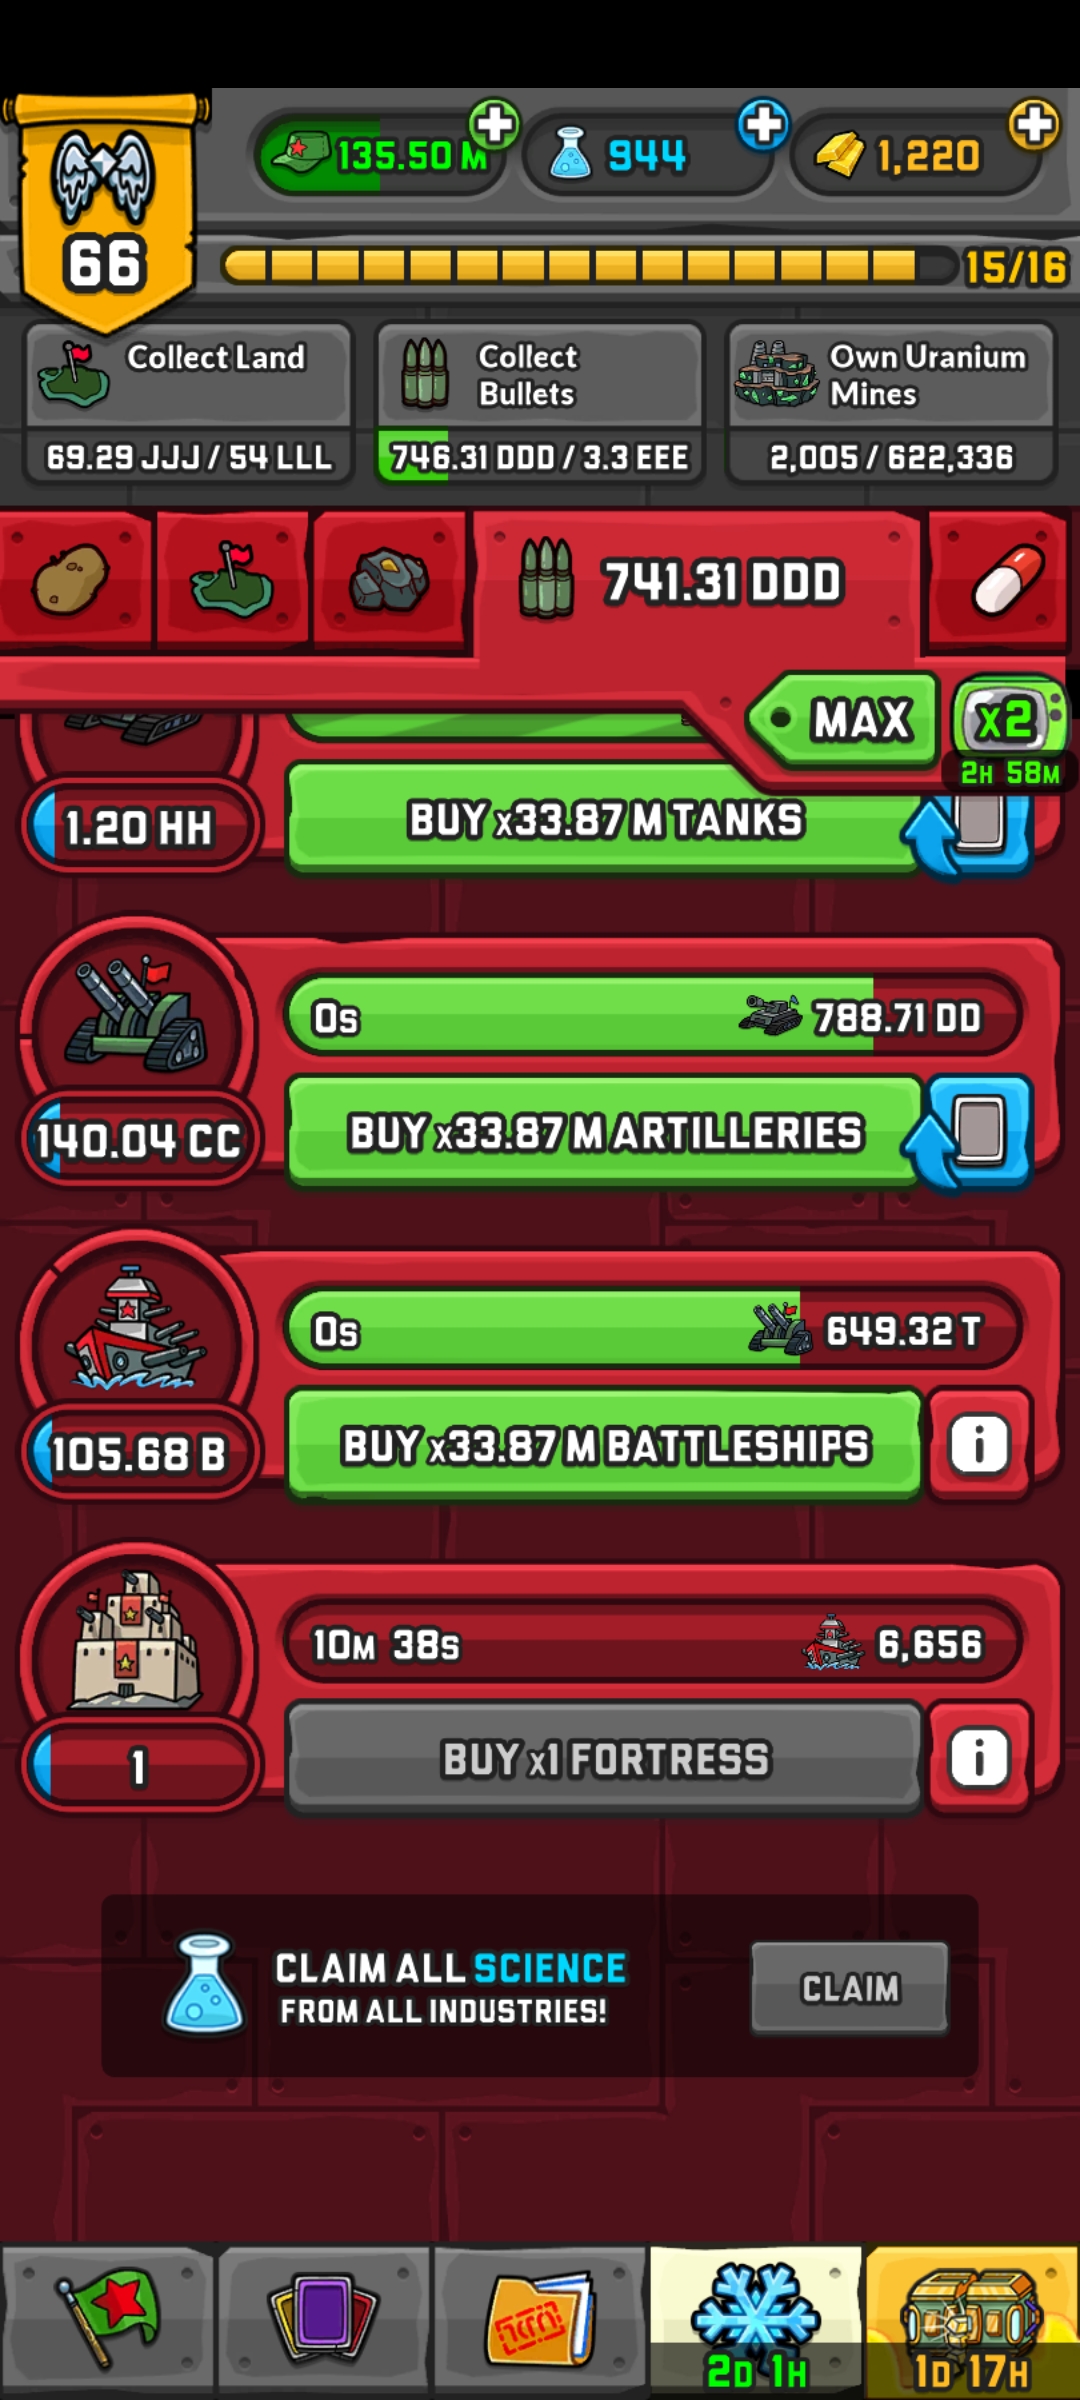 135.50 M
944
1,220
66
15/16
Collect Land
69.29 JJJ / 54 LLL
Collect
Bullets
746.31 DDD / 3.3 EEE
Own Uranium
Mines
2,005 / 622,336
741.31 DDD
MAX
x2
2H 58M
1.20 HH
BUY x33.87 M TANKS
0s
788.71 DD
140.04 CC
BUY x33.87 M ARTILLERIES
0s
649.32 T
105.68 B
BUY x33.87 M BATTLESHIPS
i
10M 38s
6,656
1
BUY x1 FORTRESS
i
CLAIM ALL SCIENCE
FROM ALL INDUSTRIES!
CLAIM
2D 1H
1D 17H